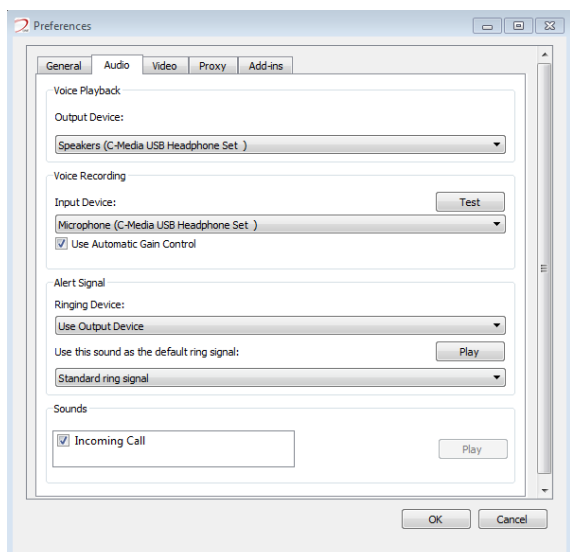 Preferences
General Audio Video Proxy Add-ins
Voice Playback
Output Device:
Speakers (C-Media USB Headphone Set )
Voice Recording
Input Device:
Test
Microphone (C-Media USB Headphone Set )
Use Automatic Gain Control
Alert Signal
Ringing Device:
Use Output Device
Use this sound as the default ring signal:
Play
Standard ring signal
Sounds
Incoming Call
Play
OK Cancel